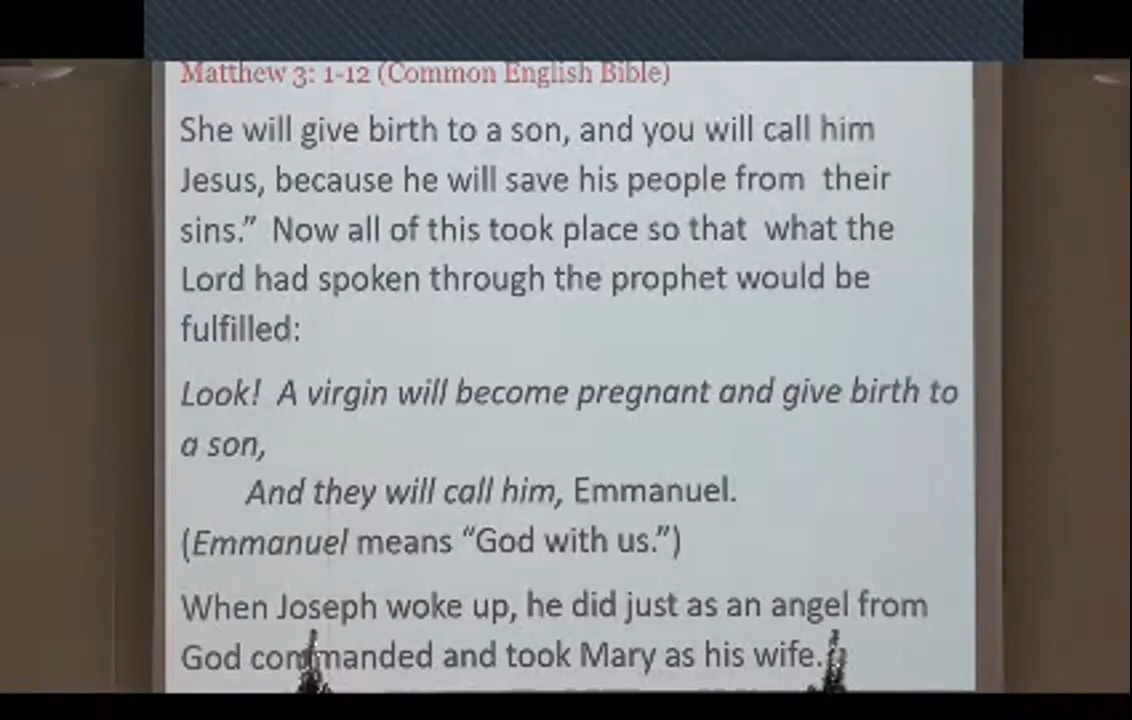 Matthew 3: 1-12 (Common English Bible)
She will give birth to a son, and you will call him
Jesus, because he will save his people from their
sins.” Now all of this took place so that what the
Lord had spoken through the prophet would be
fulfilled:
Look! A virgin will become pregnant and give birth to
a son,
And they will call him, Emmanuel.
(Emmanuel means “God with us.”)
When Joseph woke up, he did just as an angel from
God commanded and took Mary as his wife.